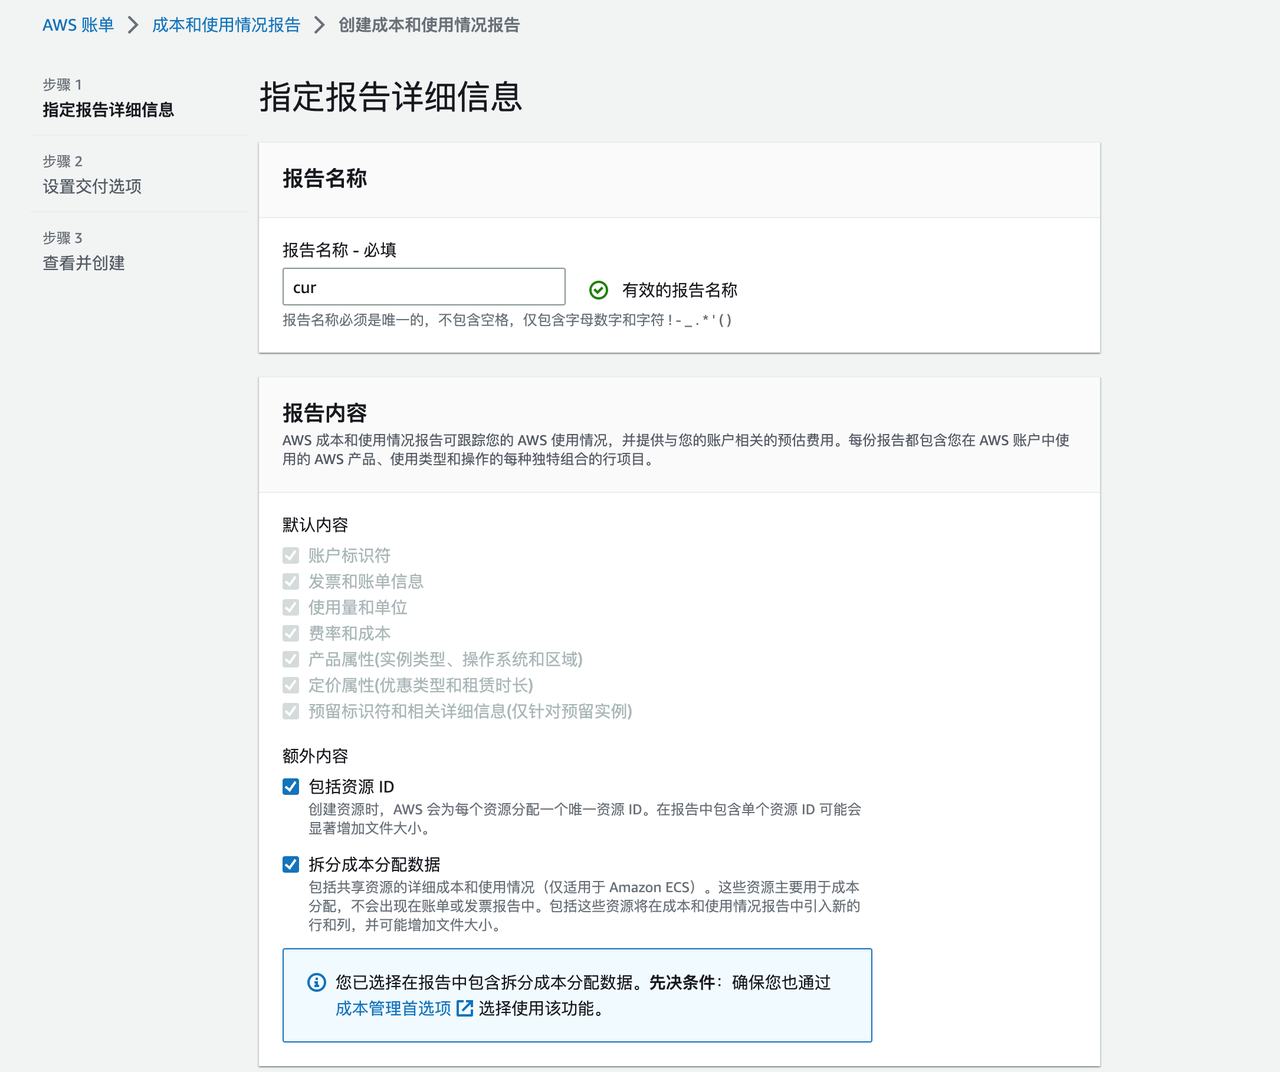 AWS 账单 > 成本和使用情况报告 > 创建成本和使用情况报告
步骤 1
指定报告详细信息
步骤 2
设置交付选项
步骤 3
查看并创建
指定报告详细信息
报告名称
报告名称 - 必填
cur
有效的报告名称
报告名称必须是唯一的，不包含空格，仅包含字母数字和字符 ! - _ . * ' ( )
报告内容
AWS 成本和使用情况报告可跟踪您的 AWS 使用情况，并提供与您的账户相关的预估费用。每份报告都包含您在 AWS 账户中使
用的 AWS 产品、使用类型和操作的每种独特组合的行项目。
默认内容
账户标识符
发票和账单信息
使用量和单位
费率和成本
产品属性(实例类型、操作系统和区域)
定价属性(优惠类型和租赁时长)
预留标识符和相关详细信息(仅针对预留实例)
额外内容
包括资源 ID
创建资源时，AWS 会为每个资源分配一个唯一资源 ID。在报告中包含单个资源 ID 可能会
显著增加文件大小。
拆分成本分配数据
包括共享资源的详细成本和使用情况（仅适用于 Amazon ECS）。这些资源主要用于成本
分配，不会出现在账单或发票报告中。包括这些资源将在成本和使用情况报告中引入新的
行和列，并可能增加文件大小。
您已选择在报告中包含拆分成本分配数据。先决条件：确保您也通过
成本管理首选项 选择使用该功能。